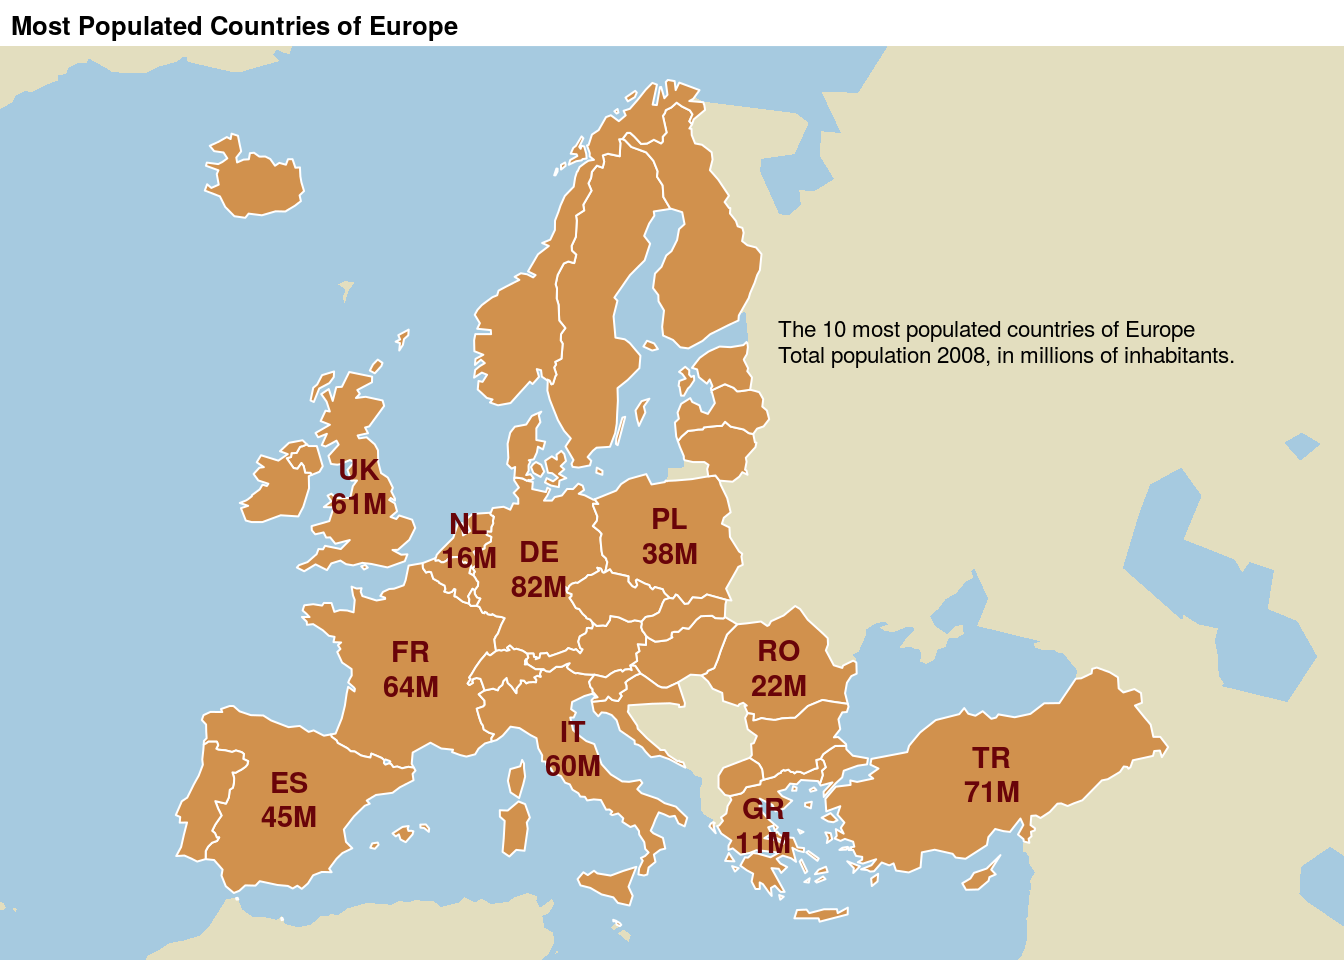 Most Populated Countries of Europe
The 10 most populated countries of Europe
Total population 2008, in millions of inhabitants.
UK
61M
NL
16M
DE
82M
PL
38M
FR
64M
RO
22M
IT
60M
ES
45M
TR
71M
GR
11M